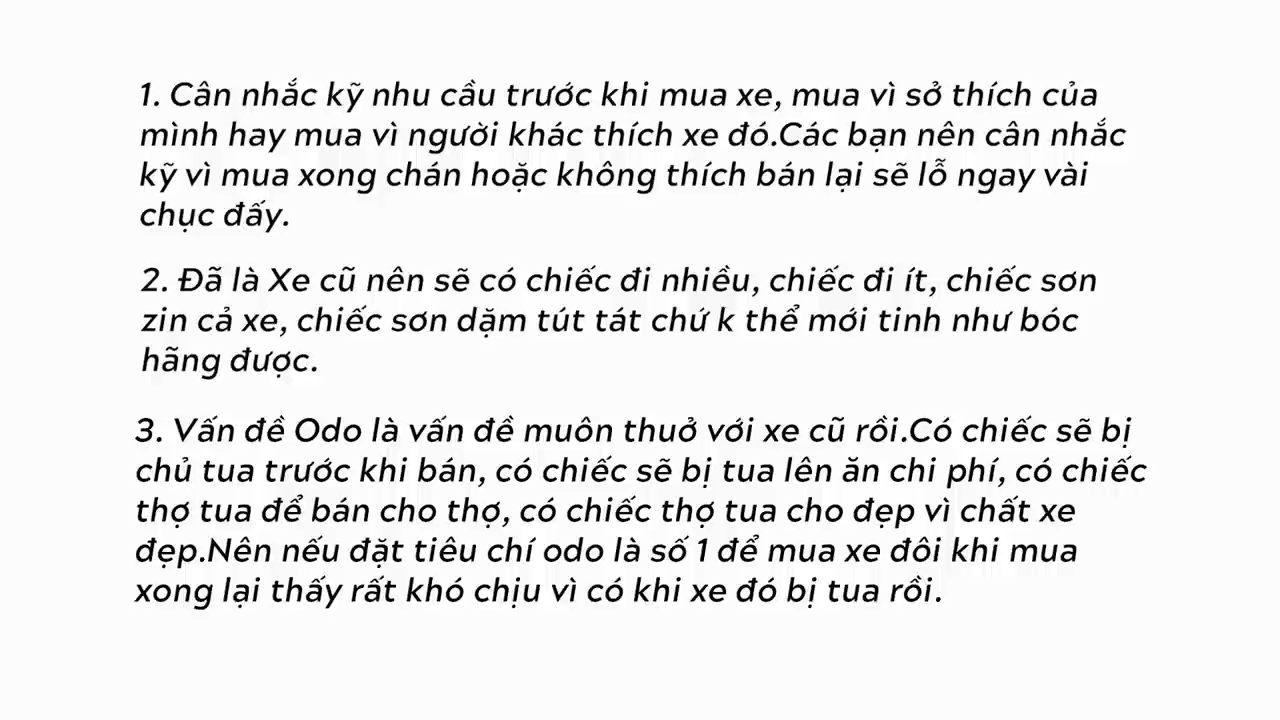 1. Cân nhắc kỹ nhu cầu trước khi mua xe, mua vì sở thích của
mình hay mua vì người khác thích xe đó.Các bạn nên cân nhắc
kỹ vì mua xong chán hoặc không thích bán lại sẽ lỗ ngay vài
chục đấy.
2. Đã là Xe cũ nên sẽ có chiếc đi nhiều, chiếc đi ít, chiếc sơn
zin cả xe, chiếc sơn dặm tút tát chứ k thể mới tinh như bóc
hãng được.
3. Vấn đề Odo là vấn đề muôn thuở với xe cũ rồi.Có chiếc sẽ bị
chủ tua trước khi bán, có chiếc sẽ bị tua lên ăn chi phí, có chiếc
thợ tua để bán cho thợ, có chiếc thợ tua cho đẹp vì chất xe
đẹp.Nên nếu đặt tiêu chí odo là số 1 để mua xe đôi khi mua
xong lại thấy rất khó chịu vì có khi xe đó bị tua rồi.